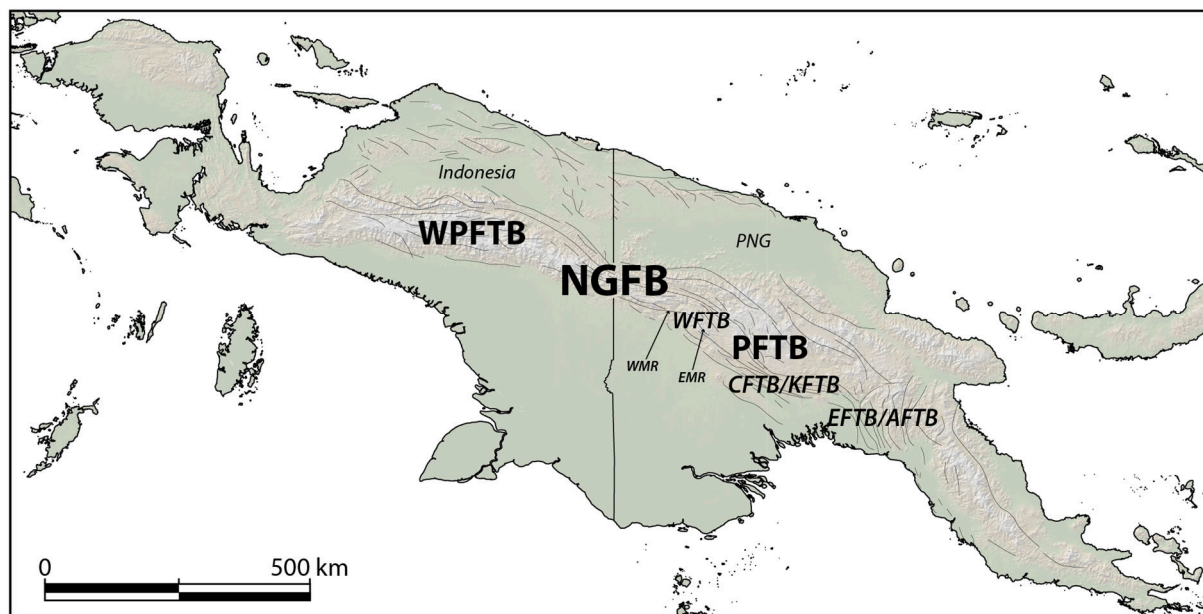 Indonesia
WPFTB
PNG
NGFB
WFTB
PFTB
WMR
EMR
CFTB/KFTB
EFTB/AFTB
0 500 km